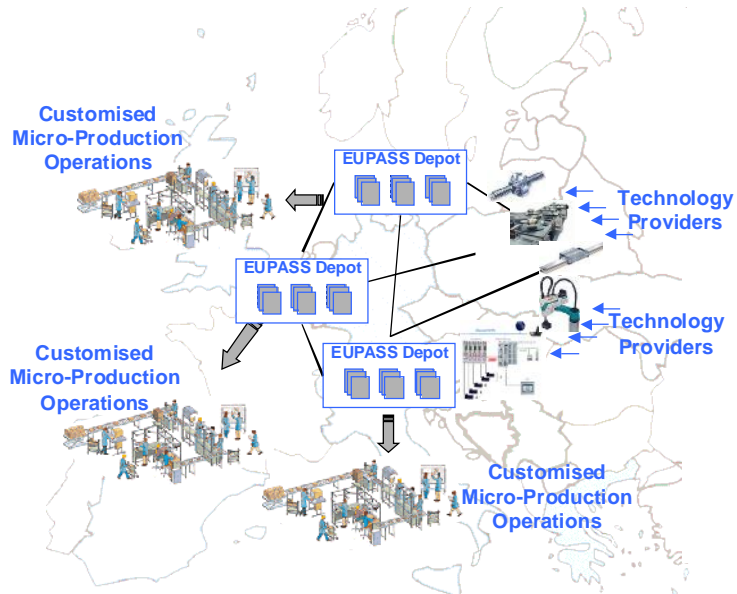 Customised
Micro-Production
Operations
EUPASS Depot
Technology
Providers
EUPASS Depot
Technology
Providers
EUPASS Depot
Customised
Micro-Production
Operations
Customised
Micro-Production
Operations